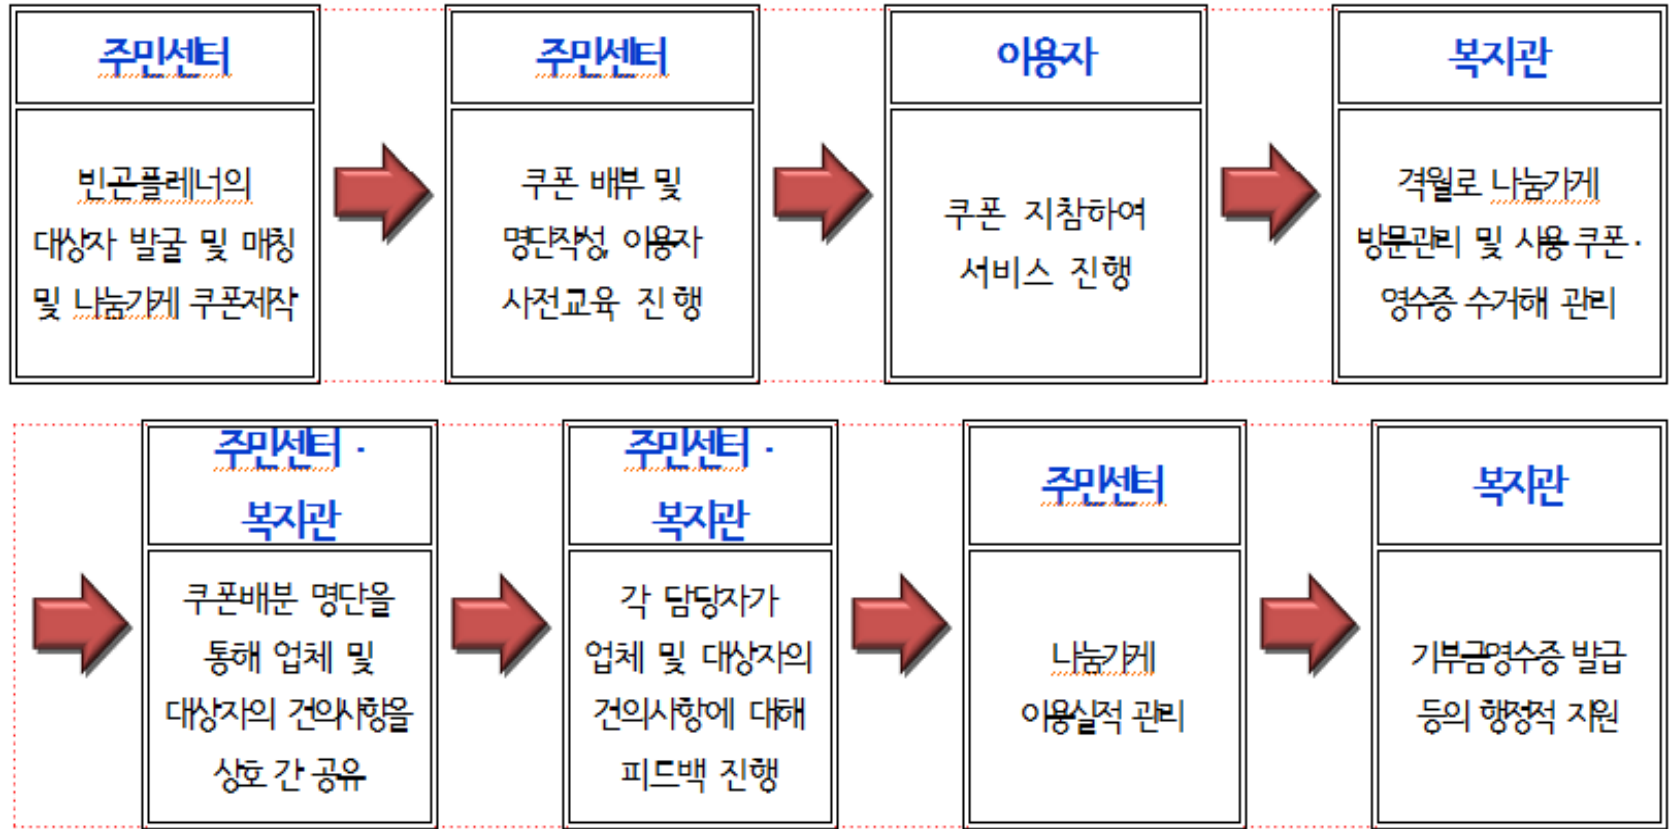 주민센터
빈곤플레너의
대상자 발굴 및 매칭
및 나눔가게 쿠폰제작
주민센터
쿠폰 배부 및
명단작성, 이용자
사전교육 진행
이용자
쿠폰 지참하여
서비스 진행
복지관
격월로 나눔가게
방문관리 및 사용 쿠폰·
영수증 수거해 관리
주민센터 ·
복지관
쿠폰배분 명단을
통해 업체 및
대상자의 건의사항을
상호 간 공유
주민센터 ·
복지관
각 담당자가
업체 및 대상자의
건의사항에 대해
피드백 진행
주민센터
나눔가게
이용실적 관리
복지관
기부금영수증 발급
등의 행정적 지원